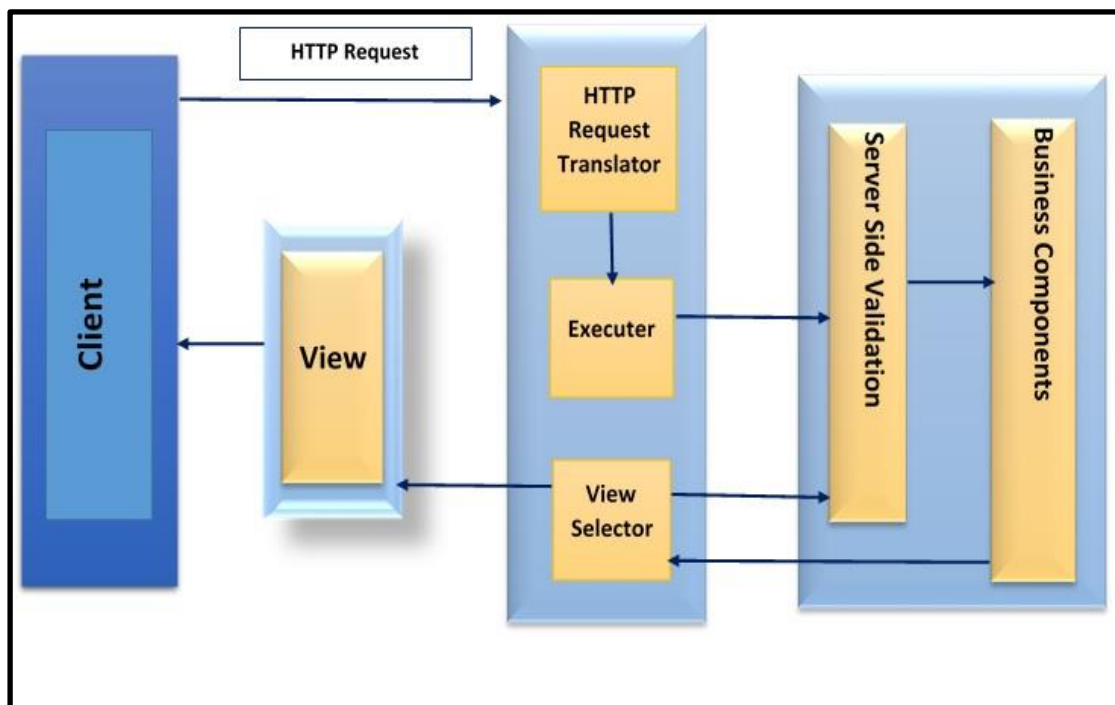 HTTP Request
HTTP
Request
Translator
Executer
View
Selector
Client
View
Server Side Validation
Business Components